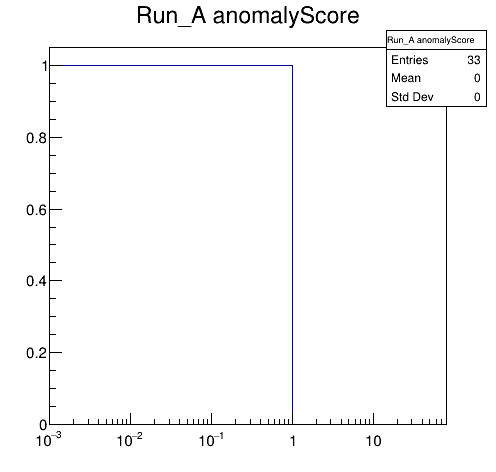 Run_A anomalyScore
Run_A anomalyScore
Entries 33
Mean 0
Std Dev 0
1
0.8
0.6
0.4
0.2
0
10⁻³ 10⁻² 10⁻¹ 1 10